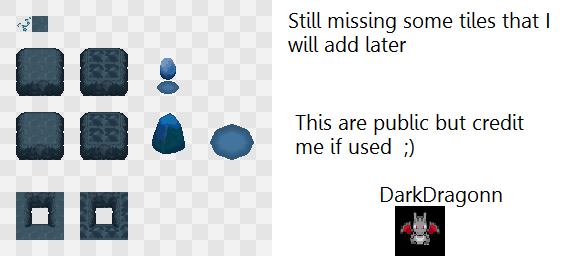 Still missing some tiles that I
will add later
This are public but credit
me if used  ;)
DarkDragonn